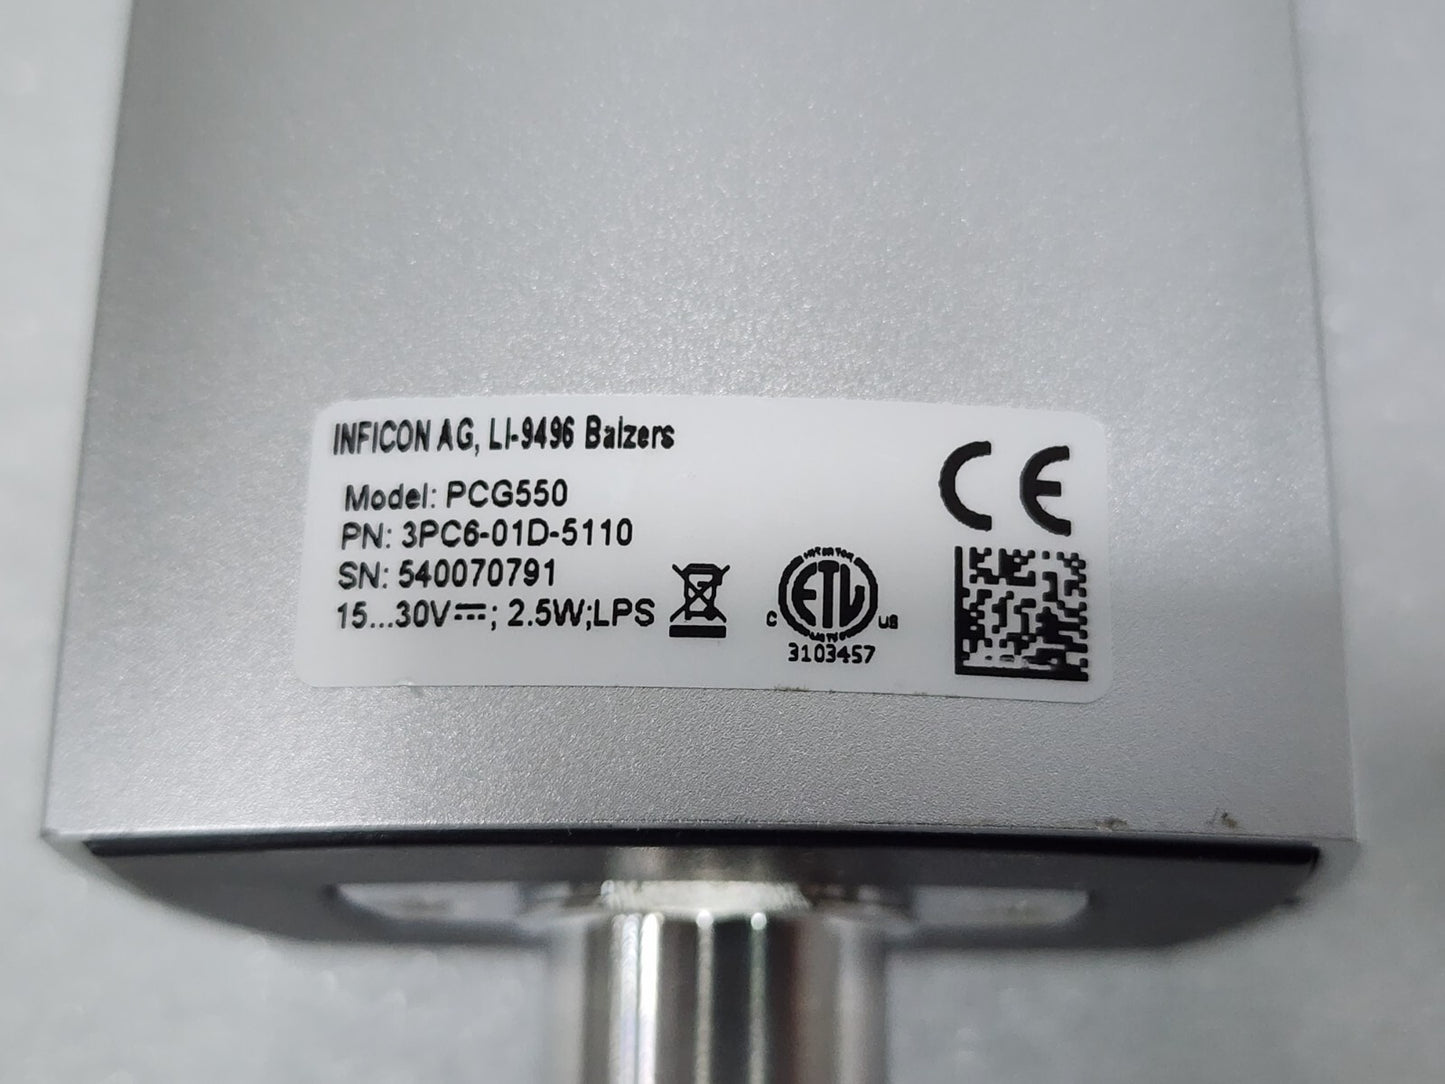 INFICON AG, LI-9496 Balzers
CE
Model: PCG550
PN: 3PC6-01D-5110
SN: 540070791
15...30V⎓; 2.5W;LPS
C ETL US
3103457